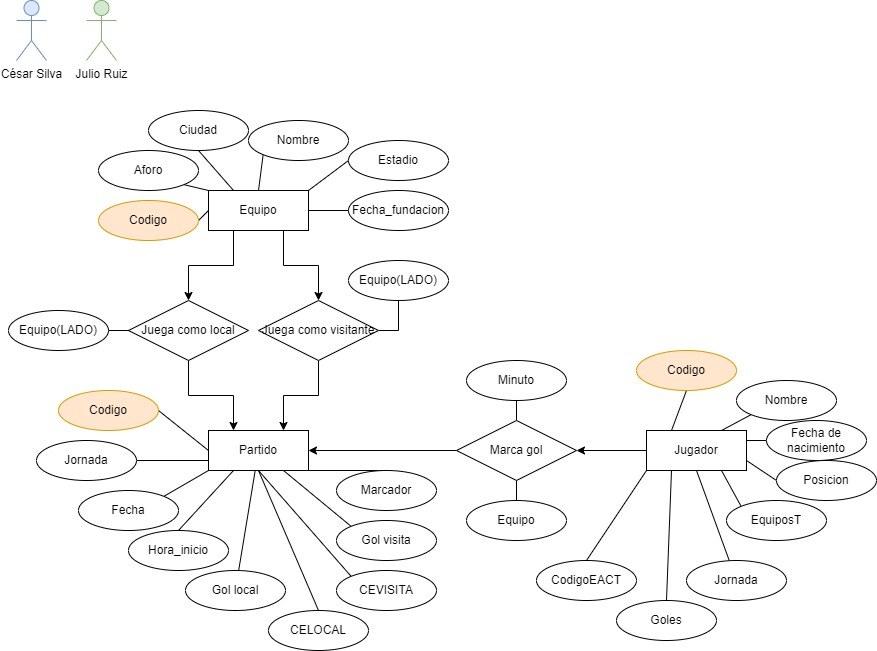 César Silva
Julio Ruiz
Ciudad
Nombre
Aforo
Estadio
Codigo
Equipo
Fecha_fundacion
Equipo(LADO)
Equipo(LADO)
Juega como local
Juega como visitante
Codigo
Minuto
Codigo
Nombre
Jornada
Partido
Marca gol
Jugador
Fecha de
nacimiento
Posicion
Fecha
Marcador
Equipo
EquiposT
Hora_inicio
Gol visita
Gol local
CEVISITA
CodigoEACT
Jornada
CELOCAL
Goles